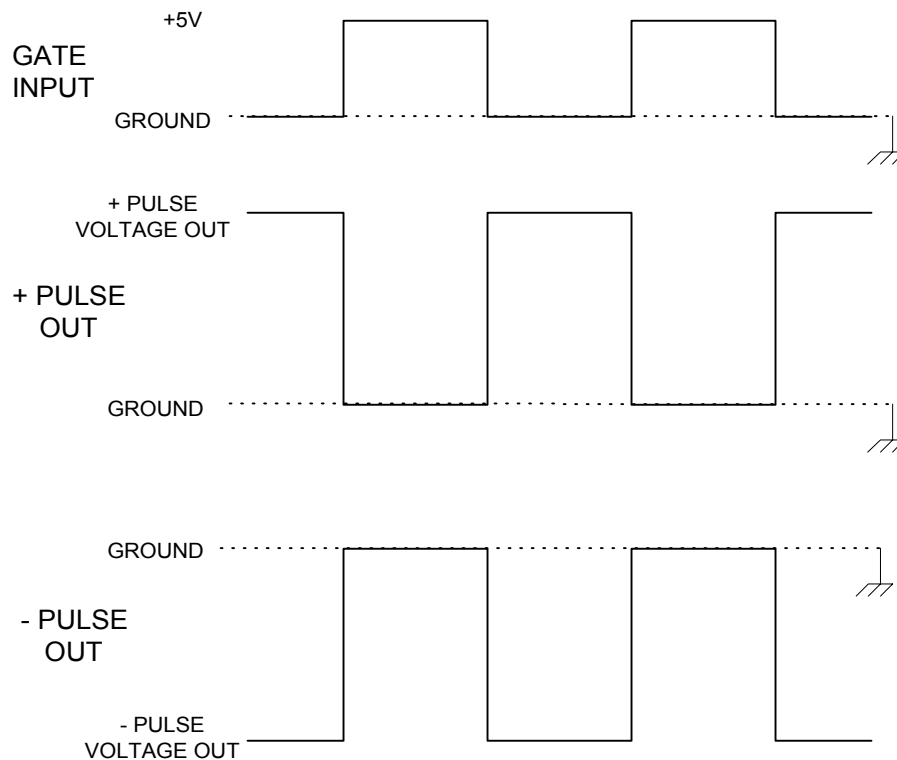 +5V
GATE
INPUT
GROUND
+ PULSE
VOLTAGE OUT
+ PULSE
OUT
GROUND
GROUND
- PULSE
OUT
- PULSE
VOLTAGE OUT